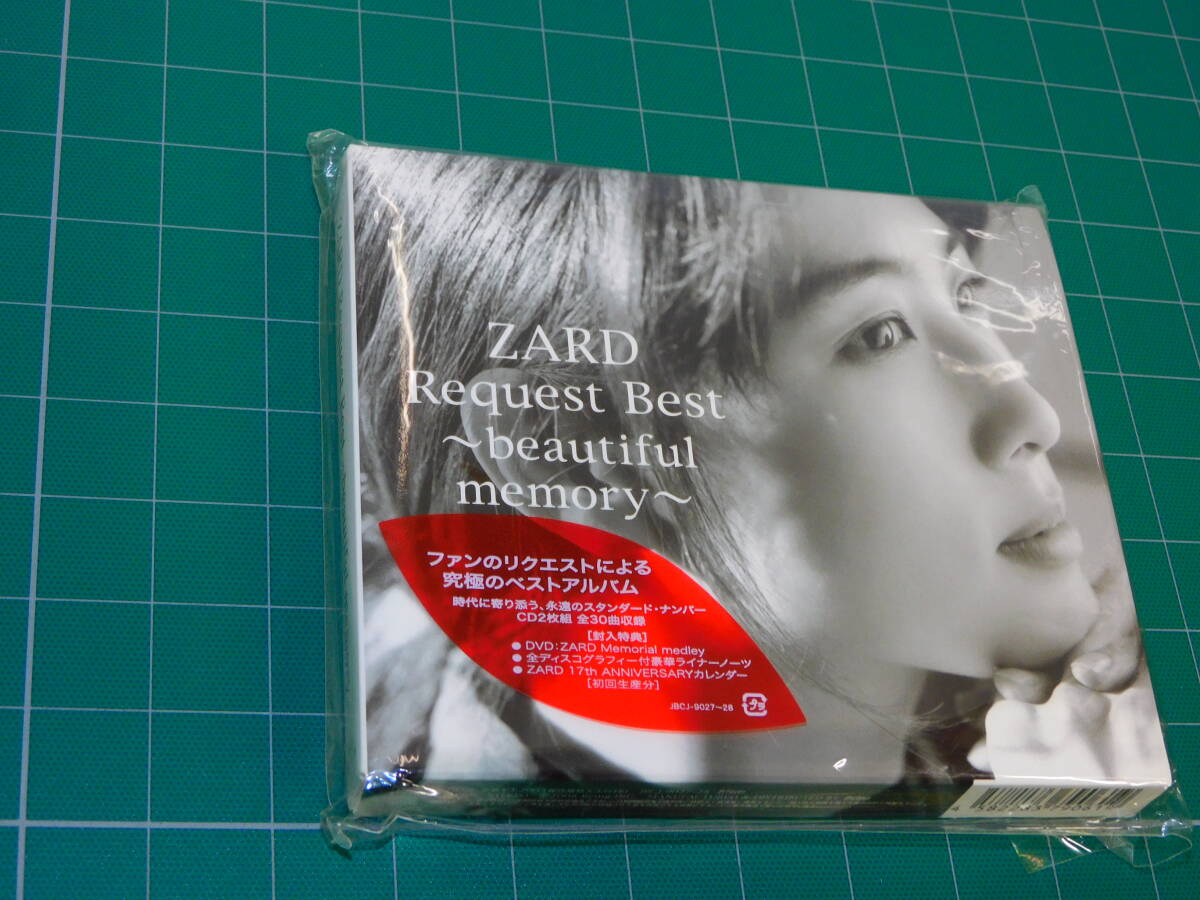 ZARD
Request Best
~beautiful
memory~
ファンのリクエストによる
究極のベストアルバム
時代に寄り添う、永遠のスタンダード・ナンバー
CD2枚組 全30曲収録
[封入特典]
● DVD:ZARD Memorial medley
● 全ディスコグラフィー付豪華ライナーノーツ
● ZARD 17th ANNIVERSARYカレンダー
[初回生産分]
JBCJ-9027~28